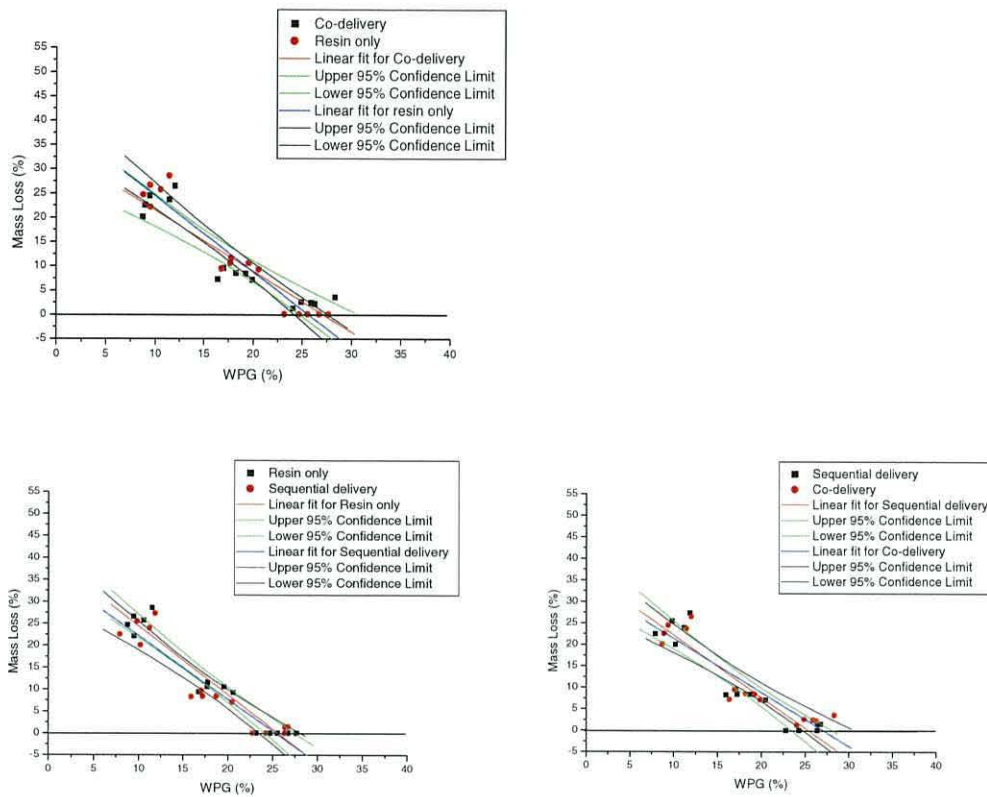 Co-delivery
Resin only
Linear fit for Co-delivery
Upper 95% Confidence Limit
Lower 95% Confidence Limit
Linear fit for resin only
Upper 95% Confidence Limit
Lower 95% Confidence Limit
55
50
45
40
35
30
25
20
15
10
5
0
-5
Mass Loss (%)
0 5 10 15 20 25 30 35 40
WPG (%)
Resin only
Sequential delivery
Linear fit for Resin only
Upper 95% Confidence Limit
Lower 95% Confidence Limit
Linear fit for Sequential delivery
Upper 95% Confidence Limit
Lower 95% Confidence Limit
55
50
45
40
35
30
25
20
15
10
5
0
-5
Mass Loss (%)
0 5 10 15 20 25 30 35 40
WPG (%)
Sequential delivery
Co-delivery
Linear fit for Sequential delivery
Upper 95% Confidence Limit
Lower 95% Confidence Limit
Linear fit for Co-delivery
Upper 95% Confidence Limit
Lower 95% Confidence Limit
55
50
45
40
35
30
25
20
15
10
5
0
-5
Mass Loss (%)
0 5 10 15 20 25 30 35 40
WPG (%)